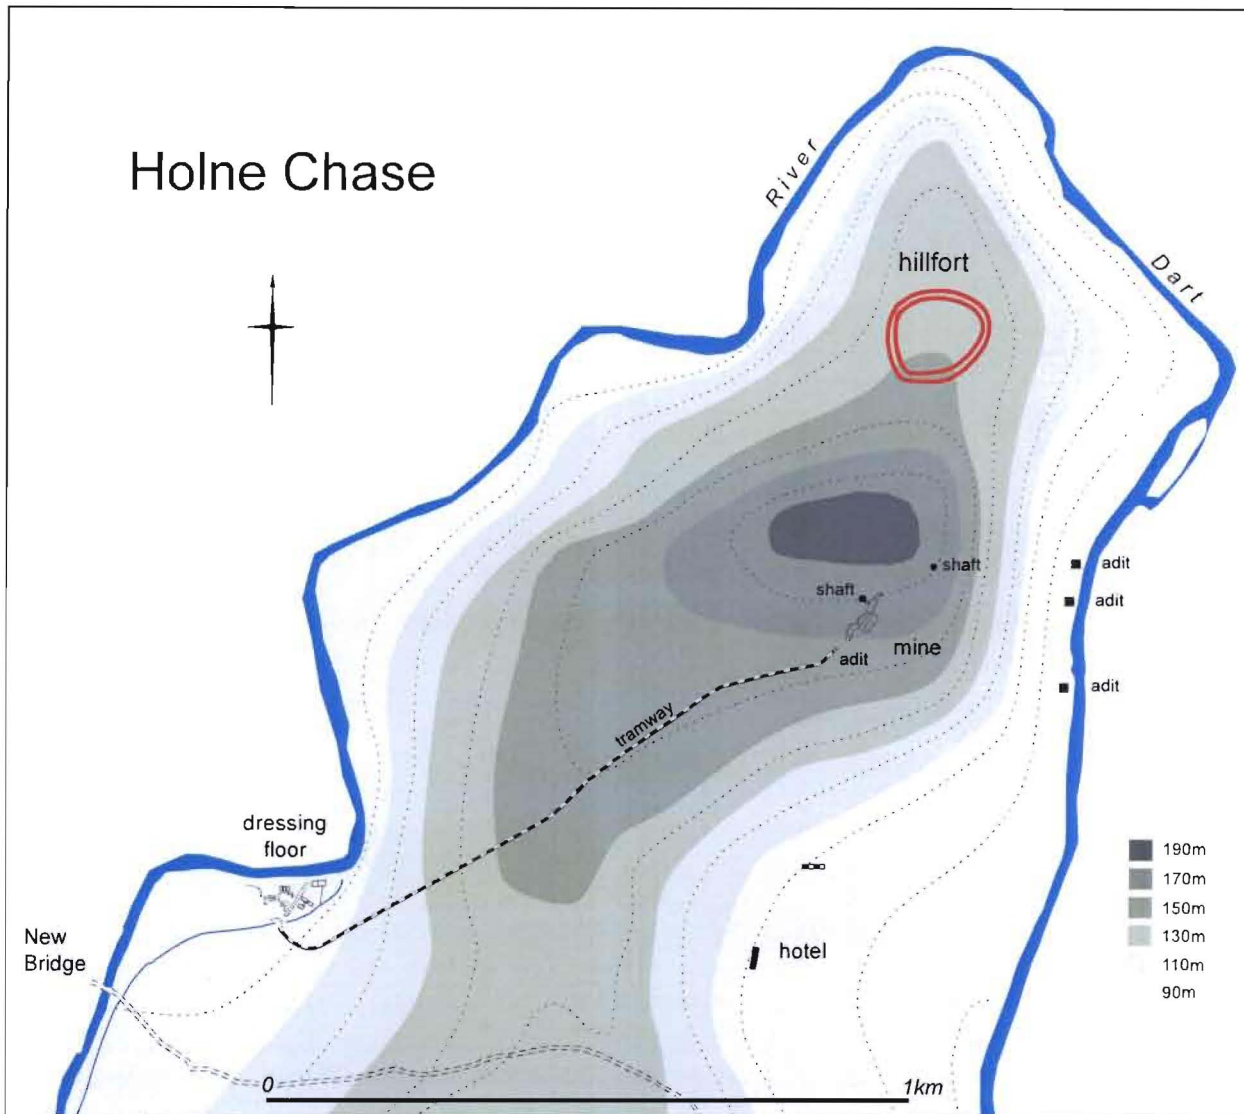 Holne Chase
River
Dart
hillfort
shaft
shaft
adit
adit
mine
adit
adit
tramway
dressing
floor
190m
170m
150m
130m
110m
90m
New
Bridge
hotel
0
1km